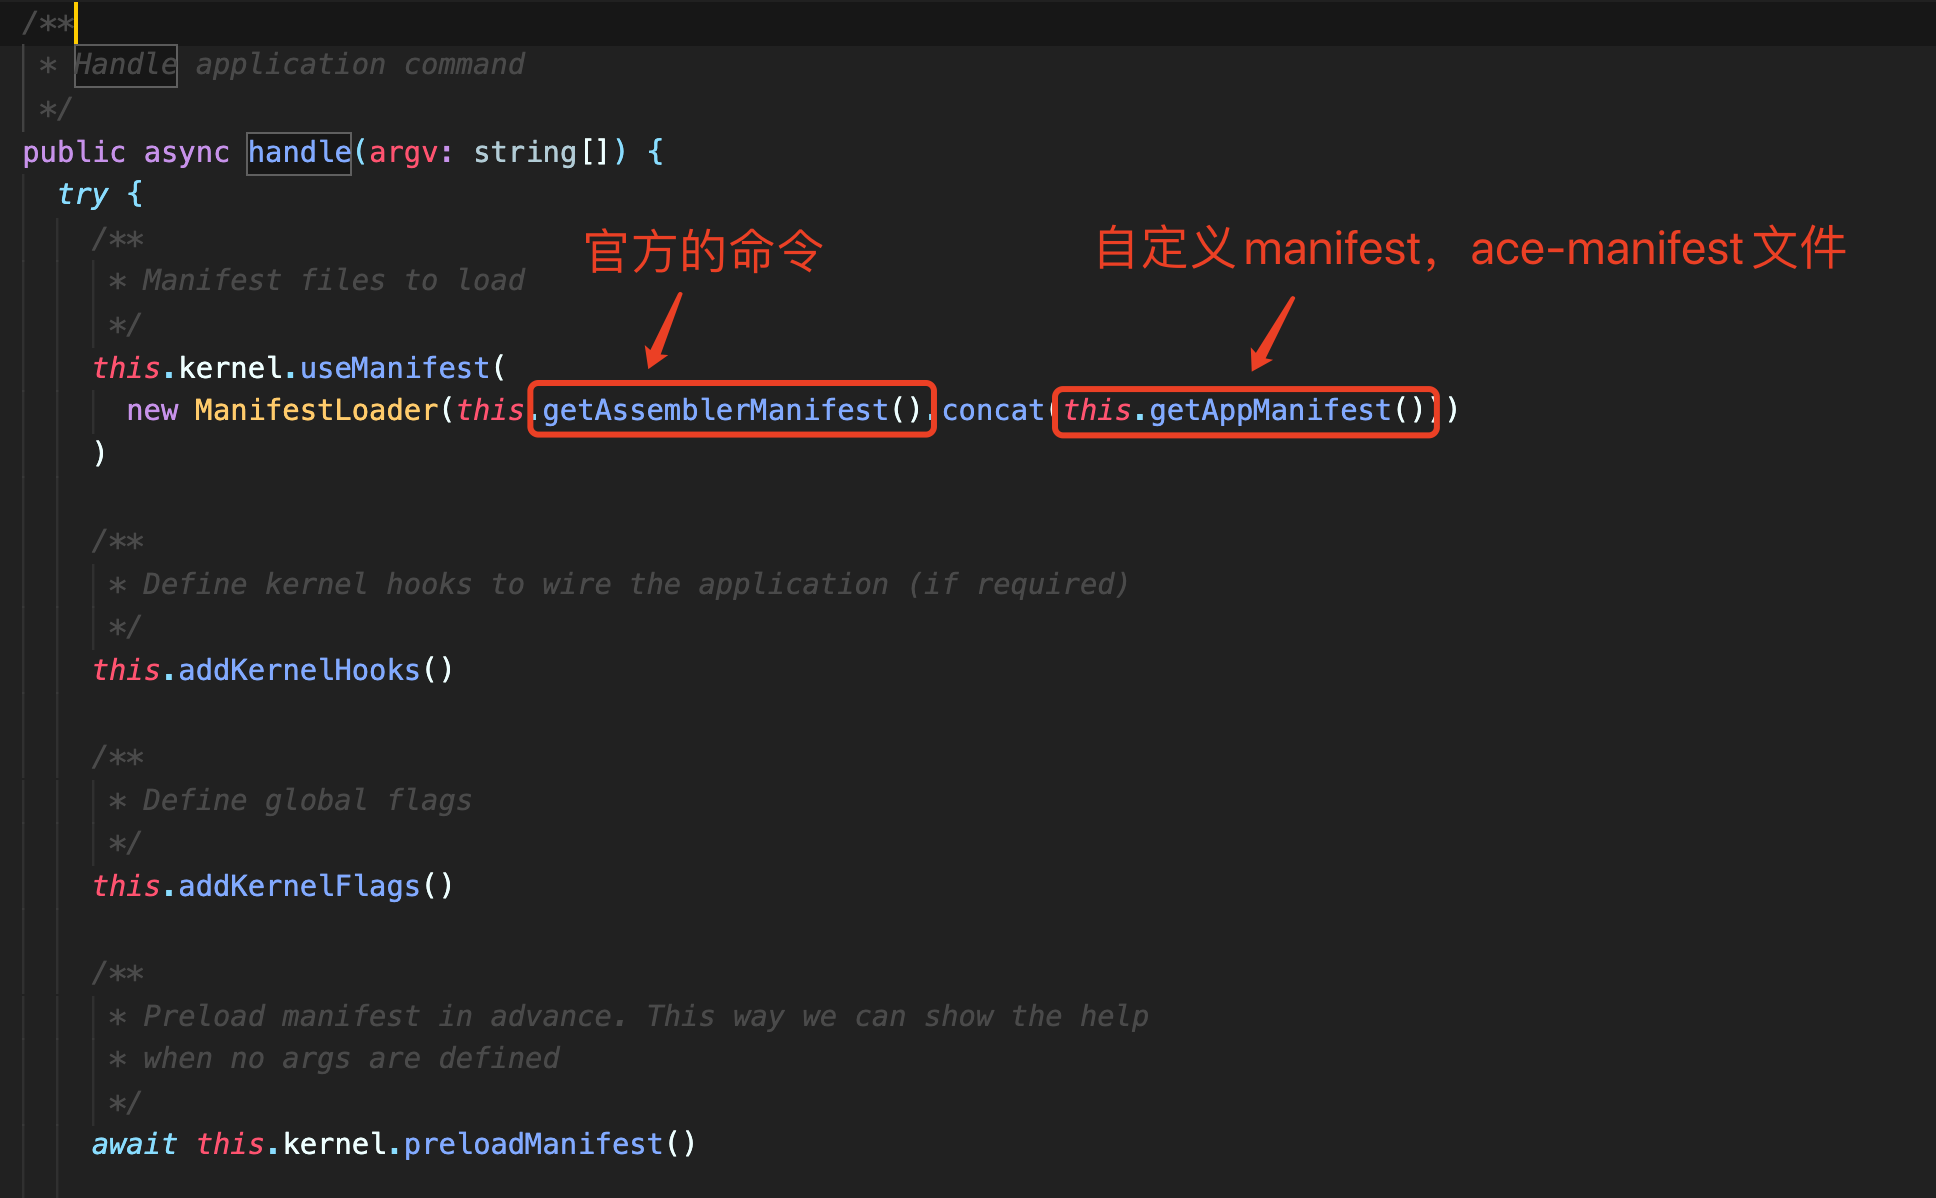 /**
* Handle application command
*/
public async handle(argv: string[]) {
try {
/**
官方的命令
自定义manifest，ace-manifest文件
* Manifest files to load
*/
this.kernel.useManifest(
new ManifestLoader(this.getAssemblerManifest().concat(this.getAppManifest()))
)
/**
* Define kernel hooks to wire the application (if required)
*/
this.addKernelHooks()
/**
* Define global flags
*/
this.addKernelFlags()
/**
* Preload manifest in advance. This way we can show the help
* when no args are defined
*/
await this.kernel.preloadManifest()